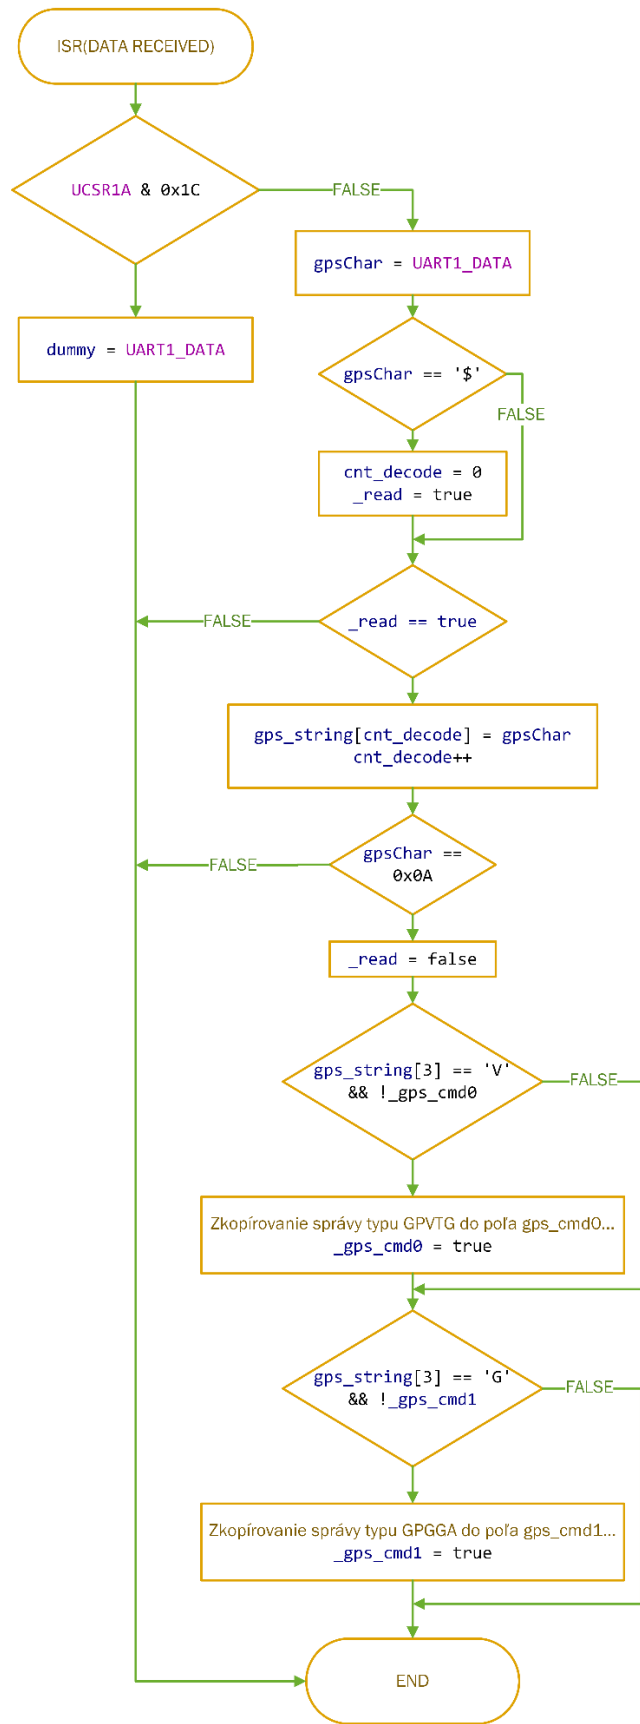 ISR(DATA RECEIVED)
UCSR1A & 0x1C
FALSE
gpsChar = UART1_DATA
dummy = UART1_DATA
gpsChar == '$'
FALSE
cnt_decode = 0
_read = true
_read == true
FALSE
gps_string[cnt_decode] = gpsChar
cnt_decode++
gpsChar ==
0x0A
FALSE
_read = false
gps_string[3] == 'V'
&& !_gps_cmd0
FALSE
Zkopírovanie správy typu GPVTG do poľa gps_cmd0...
_gps_cmd0 = true
gps_string[3] == 'G'
&& !_gps_cmd1
FALSE
Zkopírovanie správy typu GPGGA do poľa gps_cmd1...
_gps_cmd1 = true
END